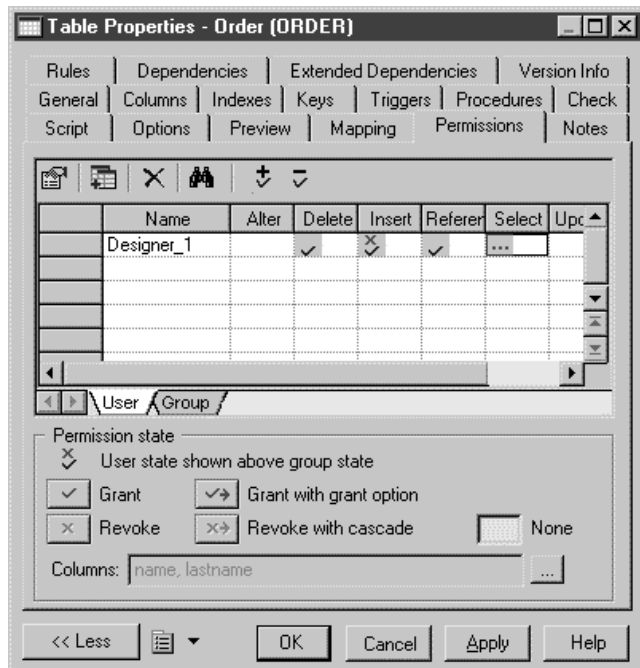 Table Properties - Order (ORDER)
Rules Dependencies Extended Dependencies Version Info
General Columns Indexes Keys Triggers Procedures Check
Script Options Preview Mapping Permissions Notes
Name Alter Delete Insert Referer Select Upd
Designer_1 ...
User Group
Permission state
User state shown above group state
Grant Grant with grant option
Revoke Revoke with cascade None
Columns: name, lastname ...
<< Less OK Cancel Apply Help